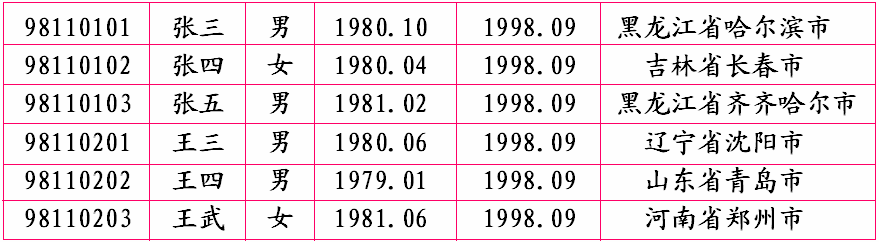 98110101 张三 男 1980.10 1998.09 黑龙江省哈尔滨市
98110102 张四 女 1980.04 1998.09 吉林省长春市
98110103 张五 男 1981.02 1998.09 黑龙江省齐齐哈尔市
98110201 王三 男 1980.06 1998.09 辽宁省沈阳市
98110202 王四 男 1979.01 1998.09 山东省青岛市
98110203 王武 女 1981.06 1998.09 河南省郑州市